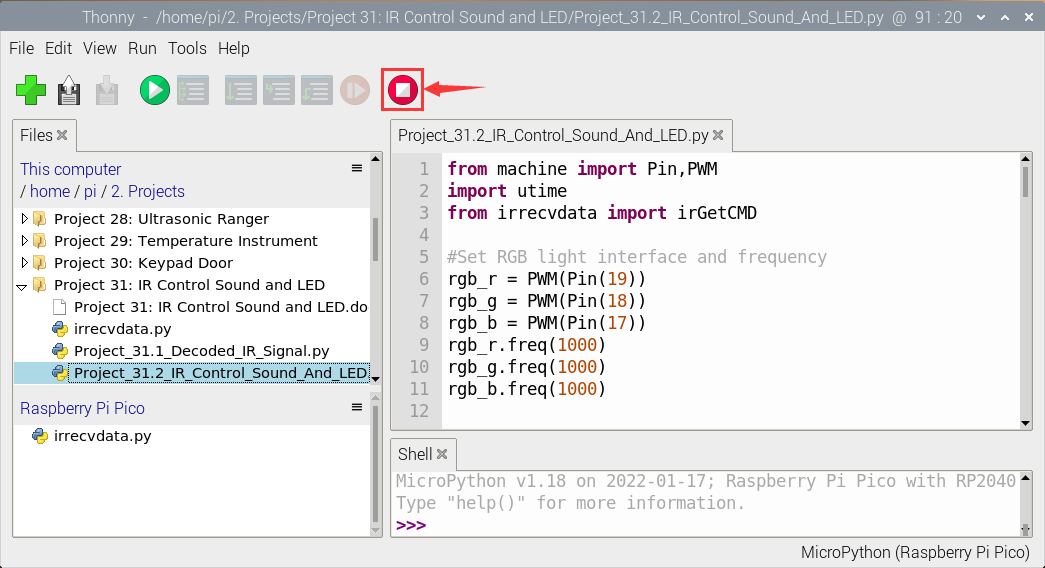 Thonny - /home/pi/2. Projects/Project 31: IR Control Sound and LED/Project_31.2_IR_Control_Sound_And_LED.py @ 91 : 20
File Edit View Run Tools Help
Files
This computer
/ home / pi / 2. Projects
Project 28: Ultrasonic Ranger
Project 29: Temperature Instrument
Project 30: Keypad Door
Project 31: IR Control Sound and LED
Project 31: IR Control Sound and LED.do
irrecvdata.py
Project_31.1_Decoded_IR_Signal.py
Project_31.2_IR_Control_Sound_And_LED
Raspberry Pi Pico
irrecvdata.py
Project_31.2_IR_Control_Sound_And_LED.py
1 from machine import Pin,PWM
2 import utime
3 from irrecvdata import irGetCMD
4
5 #Set RGB light interface and frequency
6 rgb_r = PWM(Pin(19))
7 rgb_g = PWM(Pin(18))
8 rgb_b = PWM(Pin(17))
9 rgb_r.freq(1000)
10 rgb_g.freq(1000)
11 rgb_b.freq(1000)
12
Shell
MicroPython v1.18 on 2022-01-17; Raspberry Pi Pico with RP2040
Type "help()" for more information.
>>>
MicroPython (Raspberry Pi Pico)